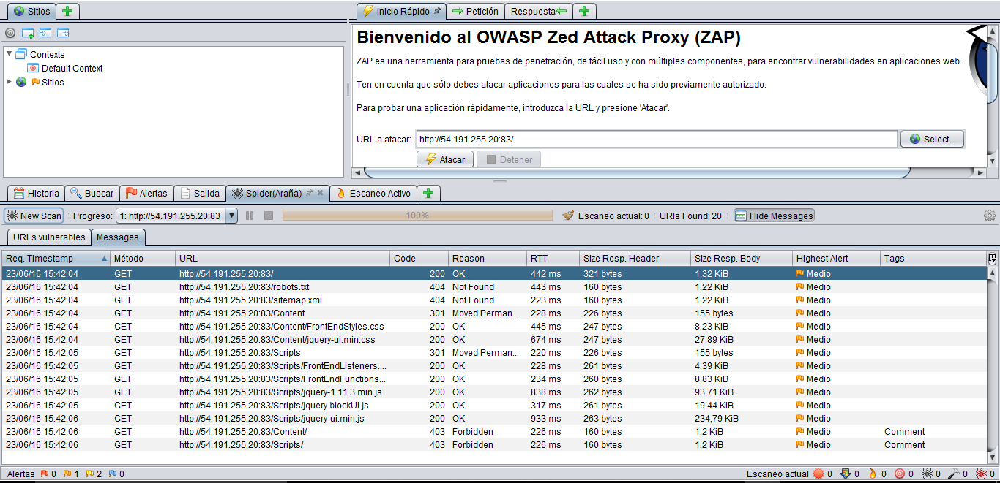 Sitios
Inicio Rápido Petición Respuesta
Contexts
Default Context
Sitios
Bienvenido al OWASP Zed Attack Proxy (ZAP)
ZAP es una herramienta para pruebas de penetración, de fácil uso y con múltiples componentes, para encontrar vulnerabilidades en aplicaciones web.
Ten en cuenta que sólo debes atacar aplicaciones para las cuales se ha sido previamente autorizado.
Para probar una aplicación rápidamente, introduzca la URL y presione 'Atacar'.
URL a atacar: http://54.191.255.20:83/ Select...
Atacar Detener
Historia Buscar Alertas Salida Spider(Araña) Escaneo Activo
New Scan Progreso: 1: http://54.191.255.20:83 100% Escaneo actual: 0 URIs Found: 20 Hide Messages
URLs vulnerables Messages
Req. Timestamp Método URL Code Reason RTT Size Resp. Header Size Resp. Body Highest Alert Tags
23/06/16 15:42:04 GET http://54.191.255.20:83/ 200 OK 442 ms 321 bytes 1,32 KiB Medio
23/06/16 15:42:04 GET http://54.191.255.20:83/robots.txt 404 Not Found 443 ms 160 bytes 1,22 KiB Medio
23/06/16 15:42:04 GET http://54.191.255.20:83/sitemap.xml 404 Not Found 223 ms 160 bytes 1,22 KiB Medio
23/06/16 15:42:04 GET http://54.191.255.20:83/Content 301 Moved Perman... 228 ms 226 bytes 155 bytes Medio
23/06/16 15:42:04 GET http://54.191.255.20:83/Content/FrontEndStyles.css 200 OK 445 ms 247 bytes 8,23 KiB Medio
23/06/16 15:42:04 GET http://54.191.255.20:83/Content/jquery-ui.min.css 200 OK 674 ms 247 bytes 27,89 KiB Medio
23/06/16 15:42:05 GET http://54.191.255.20:83/Scripts 301 Moved Perman... 220 ms 226 bytes 155 bytes Medio
23/06/16 15:42:05 GET http://54.191.255.20:83/Scripts/FrontEndListeners.... 200 OK 228 ms 261 bytes 4,39 KiB Medio
23/06/16 15:42:05 GET http://54.191.255.20:83/Scripts/FrontEndFunctions... 200 OK 234 ms 260 bytes 8,83 KiB Medio
23/06/16 15:42:05 GET http://54.191.255.20:83/Scripts/jquery-1.11.3.min.js 200 OK 838 ms 262 bytes 93,71 KiB Medio
23/06/16 15:42:05 GET http://54.191.255.20:83/Scripts/jquery.blockUI.js 200 OK 317 ms 261 bytes 19,44 KiB Medio
23/06/16 15:42:06 GET http://54.191.255.20:83/Scripts/jquery-ui.min.js 200 OK 933 ms 263 bytes 234,79 KiB Medio
23/06/16 15:42:06 GET http://54.191.255.20:83/Content/ 403 Forbidden 226 ms 160 bytes 1,2 KiB Medio Comment
23/06/16 15:42:06 GET http://54.191.255.20:83/Scripts/ 403 Forbidden 226 ms 160 bytes 1,2 KiB Medio Comment
Alertas 0 1 2 0 Escaneo actual 0 0 0 0 0 0 0